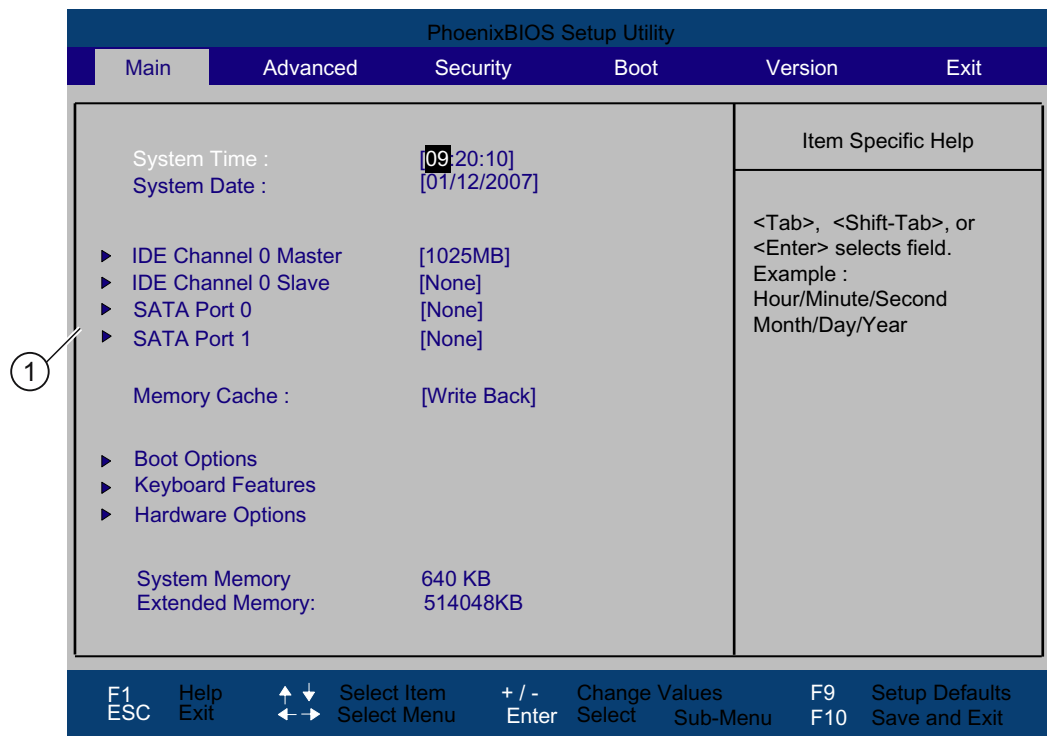 PhoenixBIOS Setup Utility
Main Advanced Security Boot Version Exit
System Time : [09:20:10]
System Date : [01/12/2007]
IDE Channel 0 Master [1025MB]
IDE Channel 0 Slave [None]
SATA Port 0 [None]
SATA Port 1 [None]
Memory Cache : [Write Back]
Boot Options
Keyboard Features
Hardware Options
System Memory 640 KB
Extended Memory: 514048KB
Item Specific Help
<Tab>, <Shift-Tab>, or
<Enter> selects field.
Example :
Hour/Minute/Second
Month/Day/Year
1
F1 Help Select Item + / - Change Values F9 Setup Defaults
ESC Exit Select Menu Enter Select Sub-Menu F10 Save and Exit